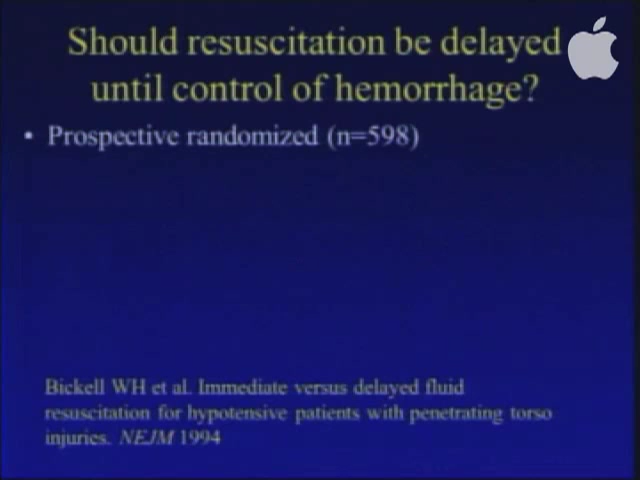 Should resuscitation be delayed
until control of hemorrhage?
• Prospective randomized (n=598)
Bickell WH et al. Immediate versus delayed fluid
resuscitation for hypotensive patients with penetrating torso
injuries. NEJM 1994